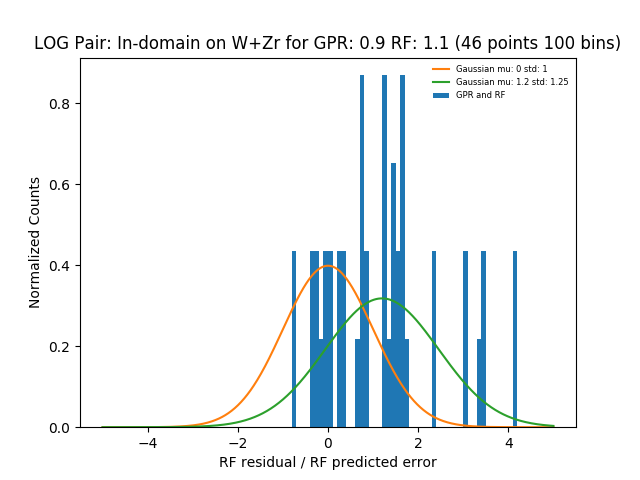 LOG Pair: In-domain on W+Zr for GPR: 0.9 RF: 1.1 (46 points 100 bins)
Gaussian mu: 0 std: 1
Gaussian mu: 1.2 std: 1.25
GPR and RF
Normalized Counts
0.8
0.6
0.4
0.2
0.0
−4
−2
0
2
4
RF residual / RF predicted error